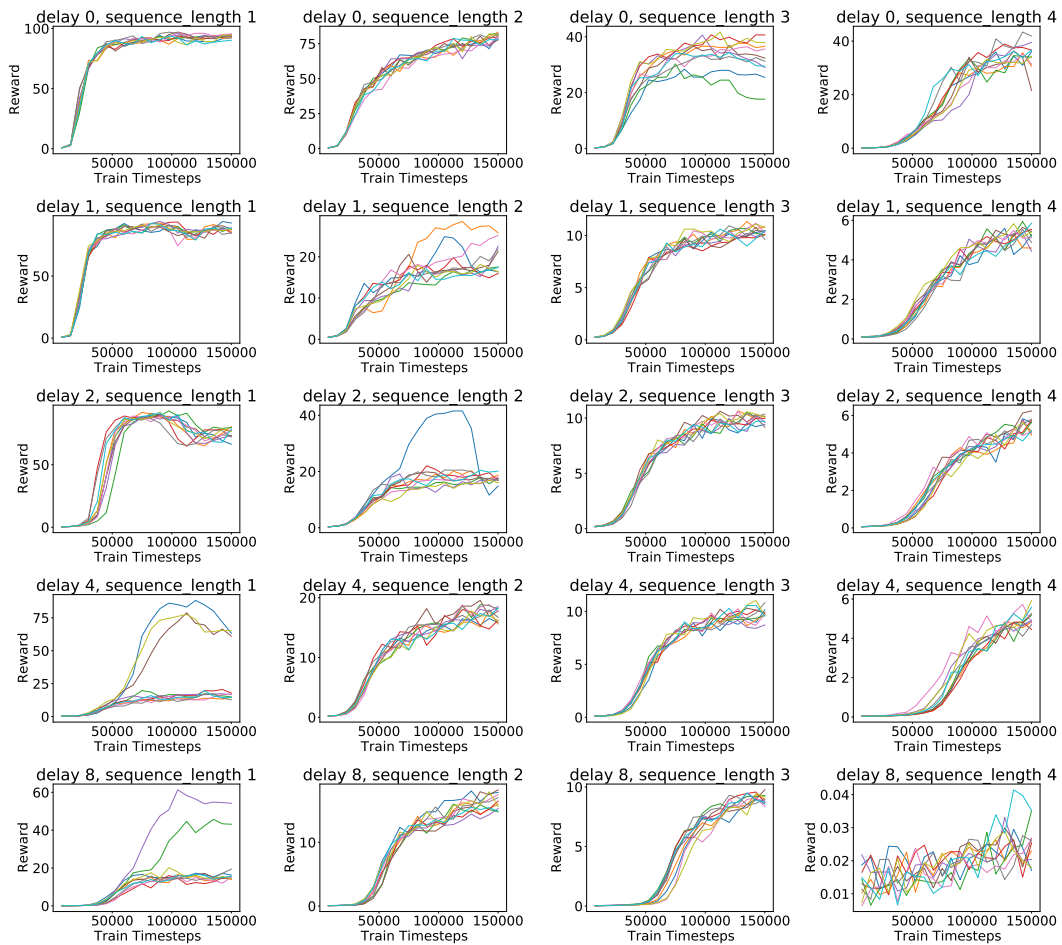 delay 0, sequence_length 1
100
50
0
Reward
50000 100000 150000
Train Timesteps
delay 0, sequence_length 2
75
50
25
0
Reward
50000 100000 150000
Train Timesteps
delay 0, sequence_length 3
40
20
0
Reward
50000 100000 150000
Train Timesteps
delay 0, sequence_length 4
40
20
0
Reward
50000 100000 150000
Train Timesteps
delay 1, sequence_length 1
50
0
Reward
50000 100000 150000
Train Timesteps
delay 1, sequence_length 2
20
10
0
Reward
50000 100000 150000
Train Timesteps
delay 1, sequence_length 3
10
5
0
Reward
50000 100000 150000
Train Timesteps
delay 1, sequence_length 4
6
4
2
0
Reward
50000 100000 150000
Train Timesteps
delay 2, sequence_length 1
50
0
Reward
50000 100000 150000
Train Timesteps
delay 2, sequence_length 2
40
20
0
Reward
50000 100000 150000
Train Timesteps
delay 2, sequence_length 3
10
5
0
Reward
50000 100000 150000
Train Timesteps
delay 2, sequence_length 4
6
4
2
0
Reward
50000 100000 150000
Train Timesteps
delay 4, sequence_length 1
75
50
25
0
Reward
50000 100000 150000
Train Timesteps
delay 4, sequence_length 2
20
10
0
Reward
50000 100000 150000
Train Timesteps
delay 4, sequence_length 3
10
5
0
Reward
50000 100000 150000
Train Timesteps
delay 4, sequence_length 4
6
4
2
0
Reward
50000 100000 150000
Train Timesteps
delay 8, sequence_length 1
60
40
20
0
Reward
50000 100000 150000
Train Timesteps
delay 8, sequence_length 2
10
0
Reward
50000 100000 150000
Train Timesteps
delay 8, sequence_length 3
10
5
0
Reward
50000 100000 150000
Train Timesteps
delay 8, sequence_length 4
0.04
0.03
0.02
0.01
Reward
50000 100000 150000
Train Timesteps